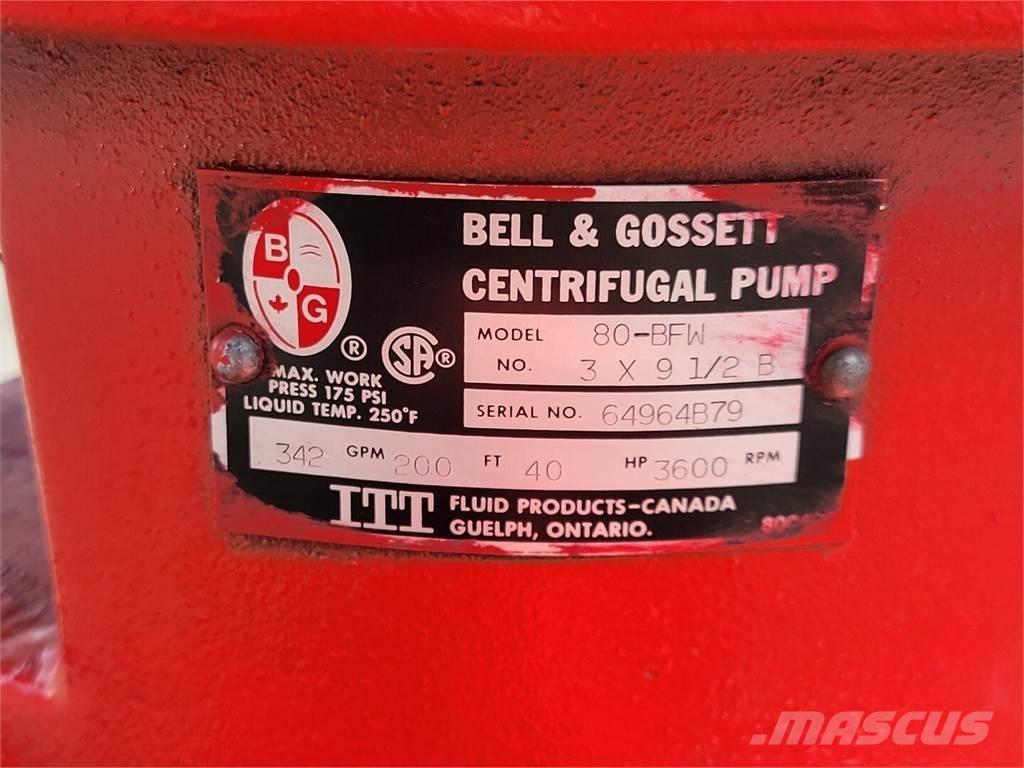 BELL & GOSSETT
CENTRIFUGAL PUMP
B
G
®
CSA®
MAX. WORK
PRESS 175 PSI
LIQUID TEMP. 250°F
MODEL 80-BFW
NO. 3 X 9 1/2 B
SERIAL NO. 64964B79
342 GPM 200 FT 40 HP 3600 RPM
ITT FLUID PRODUCTS-CANADA
GUELPH, ONTARIO.
MASCUS